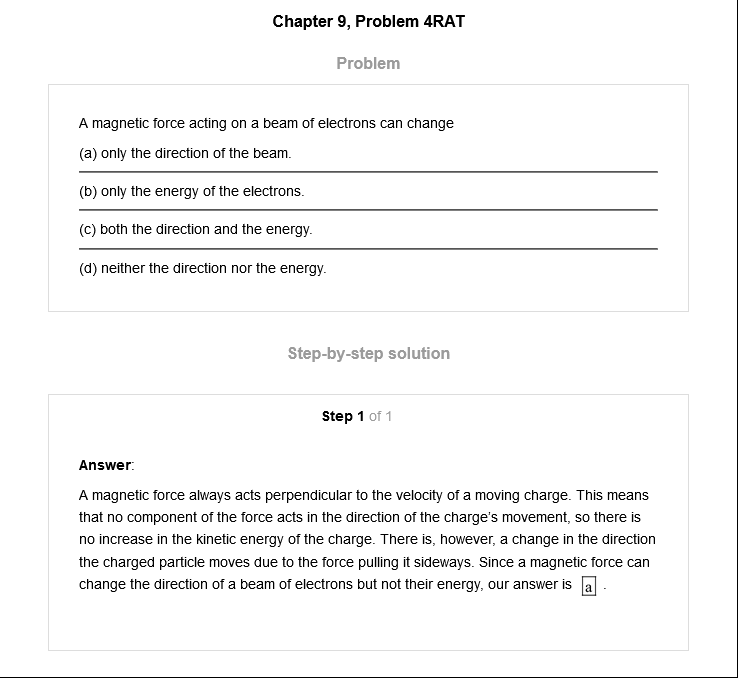 Chapter 9, Problem 4RAT
Problem
A magnetic force acting on a beam of electrons can change
(a) only the direction of the beam.
(b) only the energy of the electrons.
(c) both the direction and the energy.
(d) neither the direction nor the energy.
Step-by-step solution
Step 1 of 1
Answer:
A magnetic force always acts perpendicular to the velocity of a moving charge. This means
that no component of the force acts in the direction of the charge's movement, so there is
no increase in the kinetic energy of the charge. There is, however, a change in the direction
the charged particle moves due to the force pulling it sideways. Since a magnetic force can
change the direction of a beam of electrons but not their energy, our answer is a .